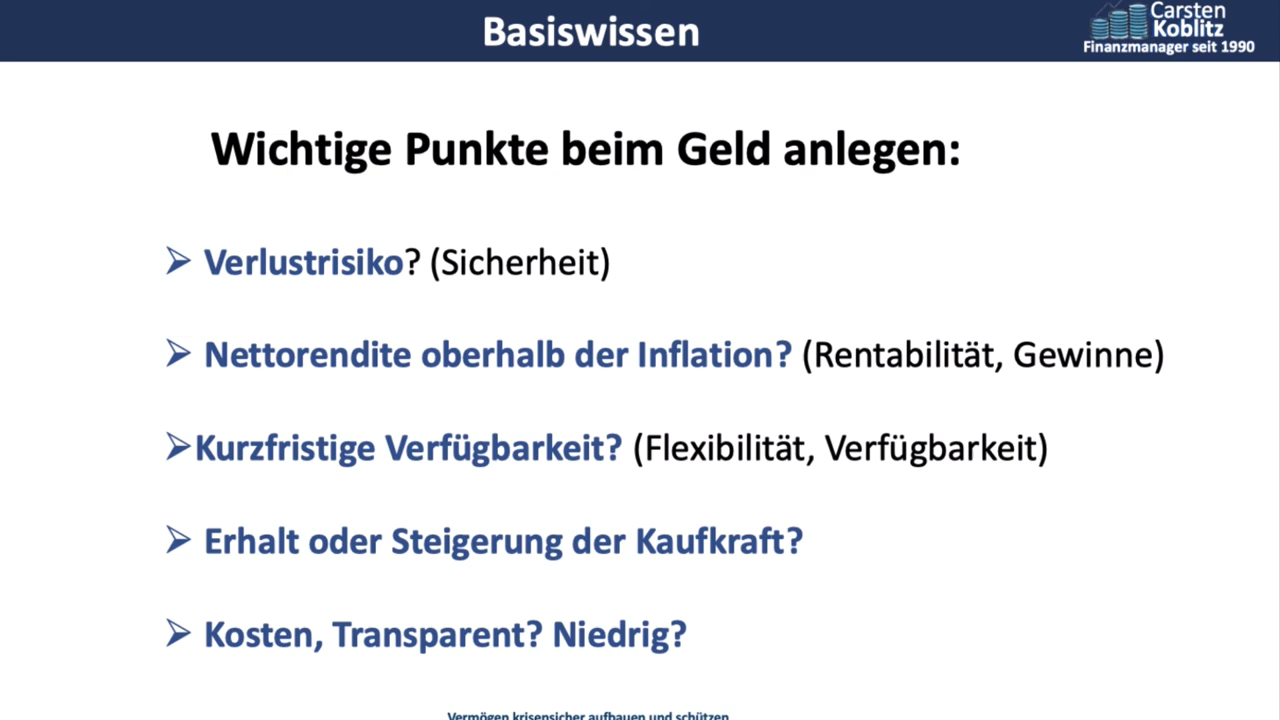 Basiswissen
Carsten
Koblitz
Finanzmanager seit 1990
Wichtige Punkte beim Geld anlegen:
➢ Verlustrisiko? (Sicherheit)
➢ Nettorendite oberhalb der Inflation? (Rentabilität, Gewinne)
➢Kurzfristige Verfügbarkeit? (Flexibilität, Verfügbarkeit)
➢ Erhalt oder Steigerung der Kaufkraft?
➢ Kosten, Transparent? Niedrig?
Vermögen krisensicher aufbauen und schützen